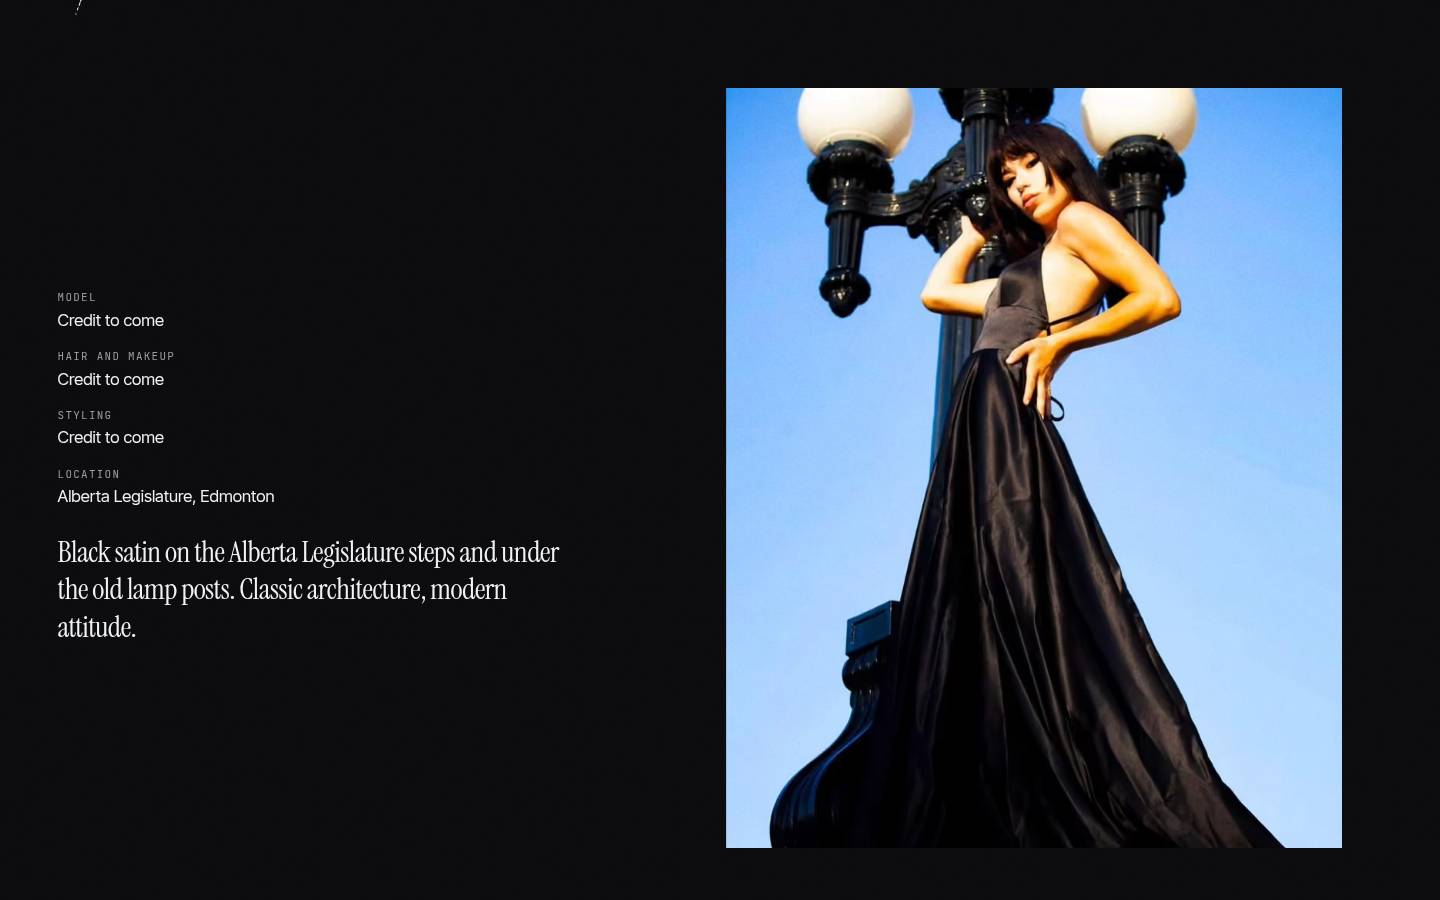 MODEL
Credit to come
HAIR AND MAKEUP
Credit to come
STYLING
Credit to come
LOCATION
Alberta Legislature, Edmonton
Black satin on the Alberta Legislature steps and under
the old lamp posts. Classic architecture, modern
attitude.